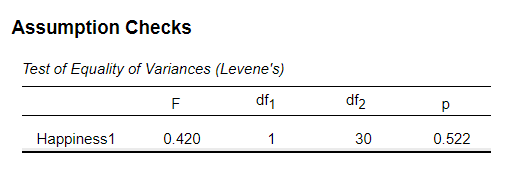 Assumption Checks
Test of Equality of Variances (Levene's)
F df₁ df₂ p
Happiness1 0.420 1 30 0.522